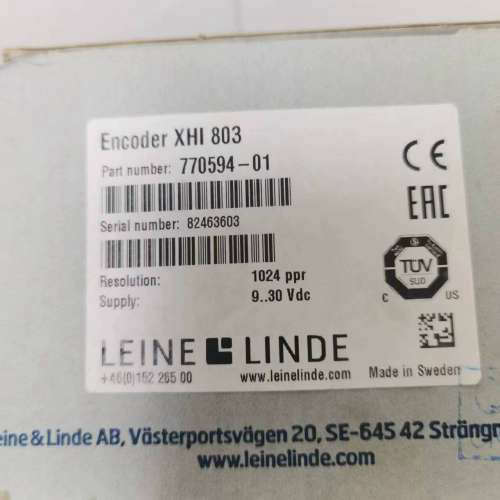 Encoder XHI 803
Part number: 770594-01
Serial number: 82463603
Resolution: 1024 ppr
Supply: 9..30 Vdc
CE
EAC
TÜV
SÜD
C US
LEINE LINDE
+46(0)152 265 00 www.leinelinde.com Made in Sweden
eine & Linde AB, Västerportsvägen 20, SE-645 42 Strängn
www.leinelinde.com